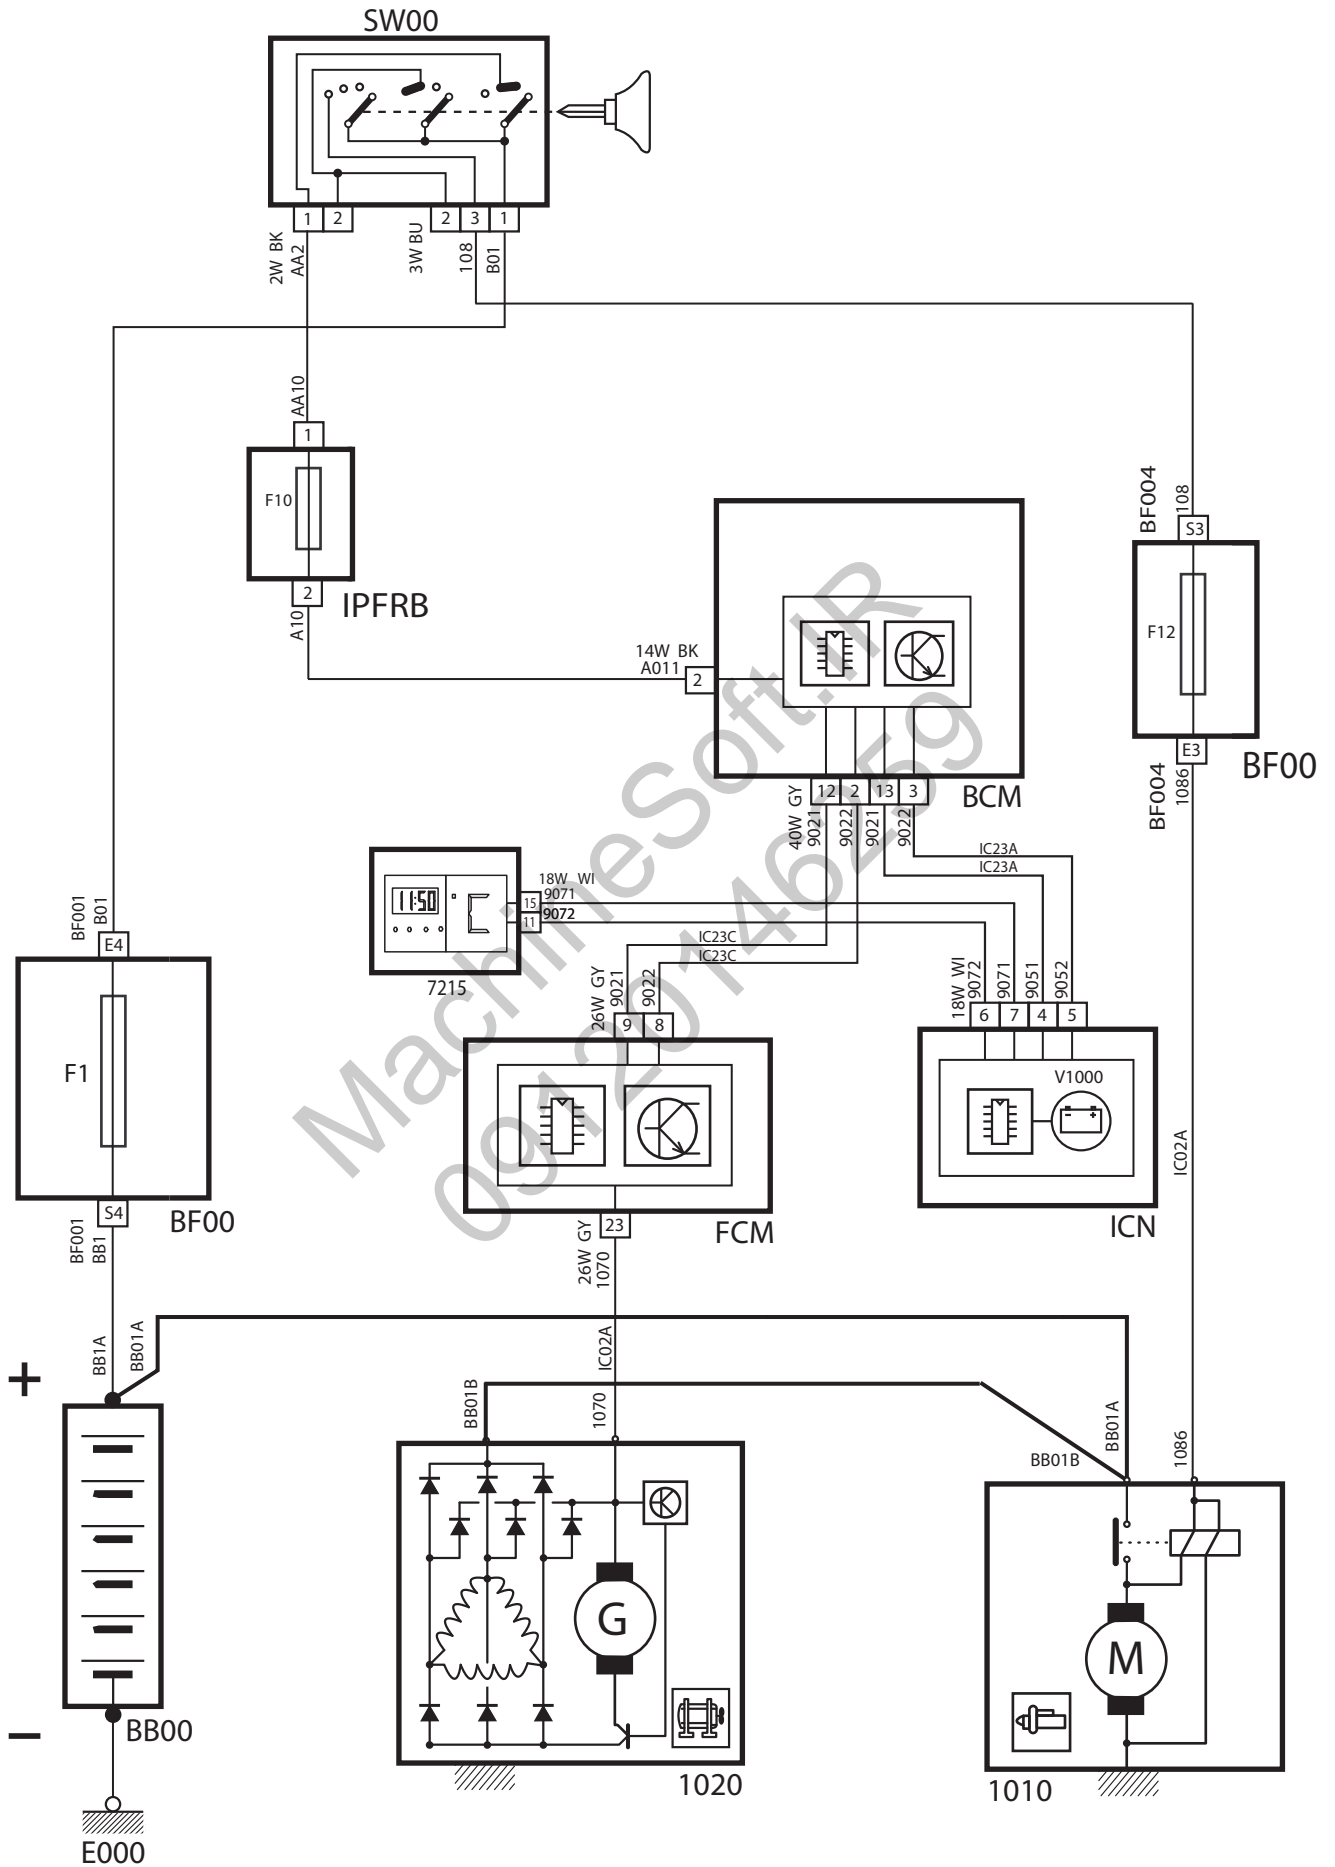 SW00
1
2
2
3
1
2W BK
AA2
3W BU
108
B01
AA10
1
F10
2
IPFRB
A10
BF004
108
S3
F12
E3
BF00
BF004
1086
14W BK
A011
2
BCM
12
2
13
3
40W GY
9021
9022
9021
9022
IC23A
IC23A
11:50
18W WI
15
9071
11
9072
7215
IC23C
IC23C
BF001
B01
E4
F1
S4
BF00
BF001
BB1
26W GY
9021
9022
9
8
FCM
23
26W GY
1070
18W WI
9072
9071
9051
9052
6
7
4
5
V1000
ICN
IC02A
BB1A
BB01A
+
IC02A
BB01B
1070
BB01A
BB01B
1086
G
M
−
BB00
1020
1010
E000
MachineSoft.IR
09120146259